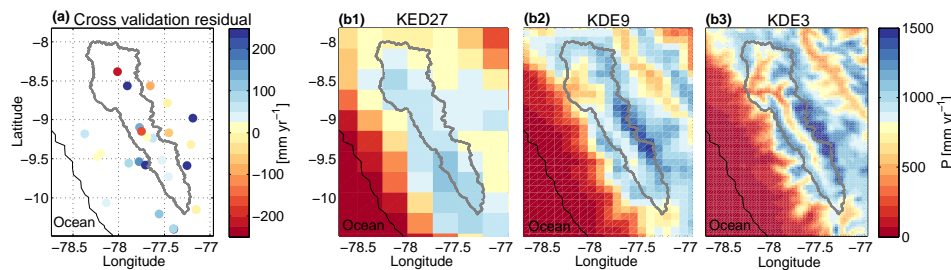 (a) Cross validation residual
(b1) KED27
(b2) KDE9
(b3) KDE3
−8
−8.5
−9
−9.5
−10
Latitude
Ocean
−78.5 −78 −77.5 −77
Longitude
200
100
0
−100
−200
[mm yr⁻¹]
−8
−8.5
−9
−9.5
−10
Ocean
−78.5 −78 −77.5 −77
Longitude
Ocean
−78.5 −78 −77.5 −77
Longitude
Ocean
−78.5 −78 −77.5 −77
Longitude
1500
1000
500
0
P [mm yr⁻¹]